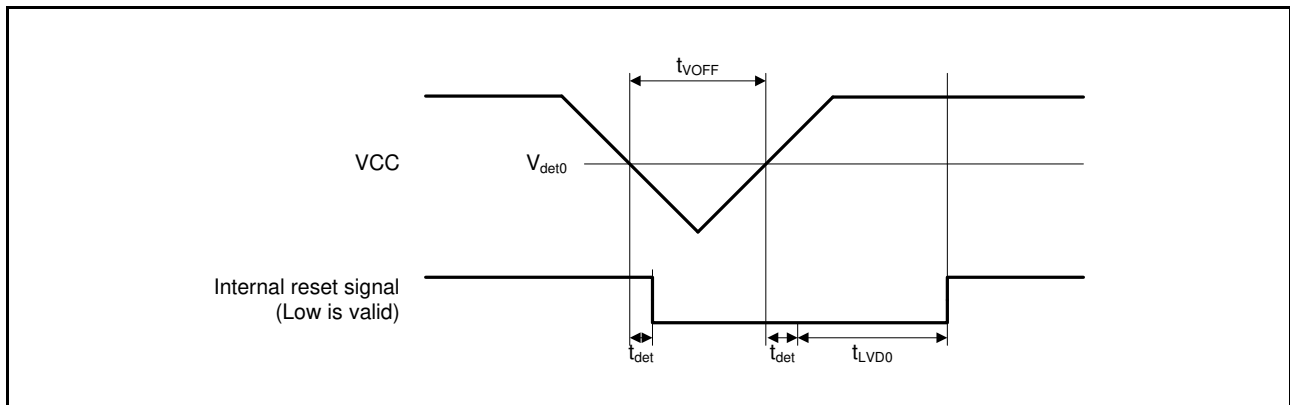 tVOFF
VCC
Vdet0
Internal reset signal
(Low is valid)
tdet
tdet
tLVD0